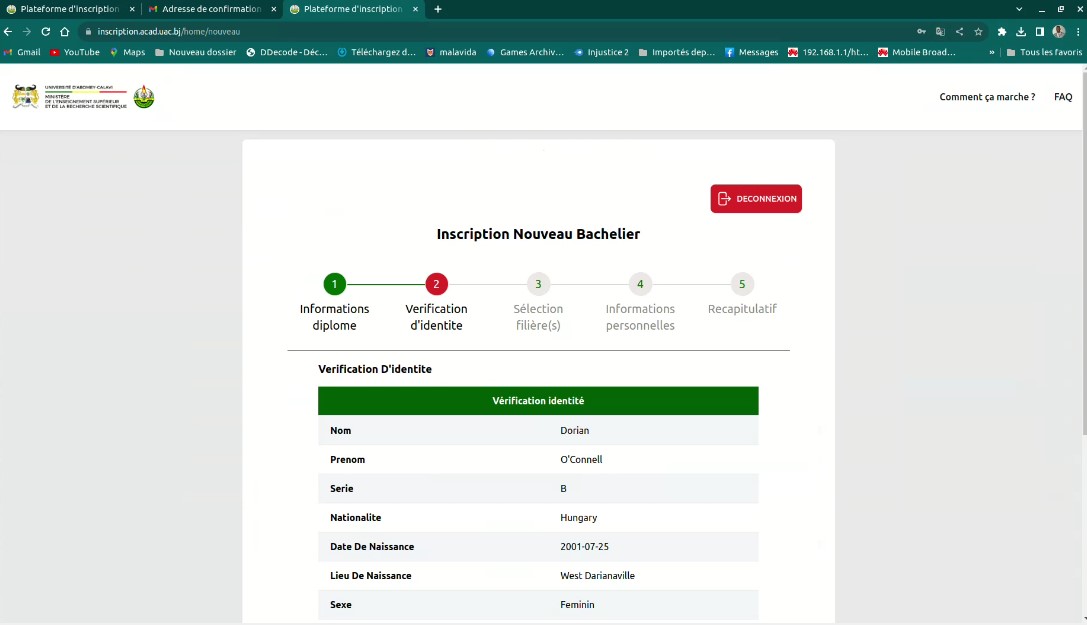 Plateforme d'inscription
Adresse de confirmation
Plateforme d'inscription
inscription.acad.uac.bj/home/nouveau
Gmail
YouTube
Maps
Nouveau dossier
DDecode - Déc...
Téléchargez d...
malavida
Games Archiv...
Injustice 2
Importés dep...
Messages
192.168.1.1/ht...
Mobile Broad...
»
Tous les favoris
UNIVERSITÉ D'ABOMEY-CALAVI
MINISTÈRE
DE L'ENSEIGNEMENT SUPÉRIEUR
ET DE LA RECHERCHE SCIENTIFIQUE
Comment ça marche ?
FAQ
DECONNEXION
Inscription Nouveau Bachelier
1 2 3 4 5
Informations diplome
Verification d'identite
Sélection filière(s)
Informations personnelles
Recapitulatif
Verification D'identite
Vérification identité
Nom Dorian
Prenom O'Connell
Serie B
Nationalite Hungary
Date De Naissance 2001-07-25
Lieu De Naissance West Darianaville
Sexe Feminin